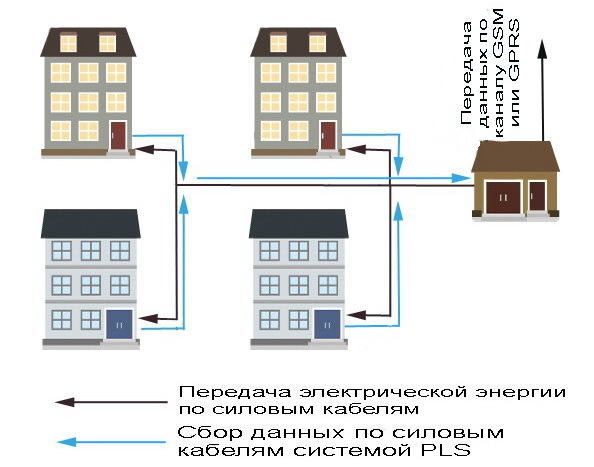 Передача
данных по
каналу GSM
или GPRS
Передача электрической энергии
по силовым кабелям
Сбор данных по силовым
кабелям системой PLS